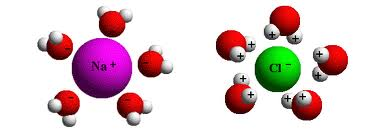 Na⁺
Cl⁻
- - - - -
+ + + + + + + + + +